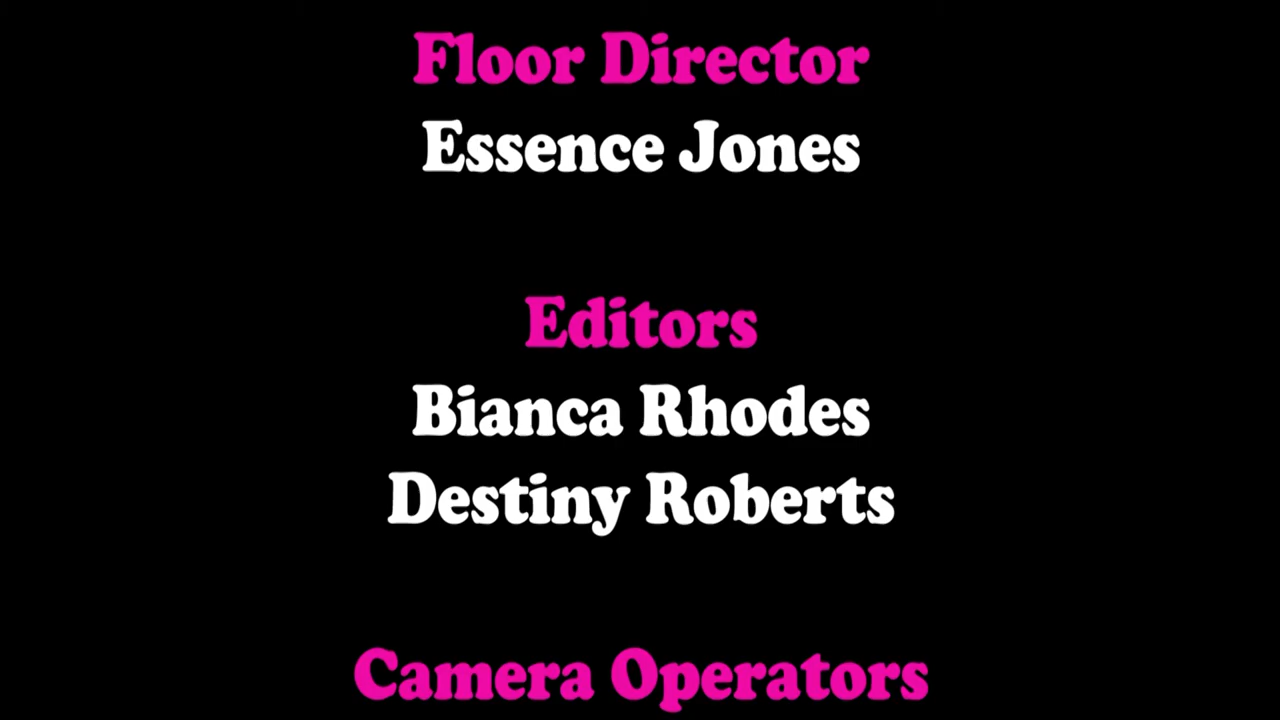 Floor Director
Essence Jones
Editors
Bianca Rhodes
Destiny Roberts
Camera Operators